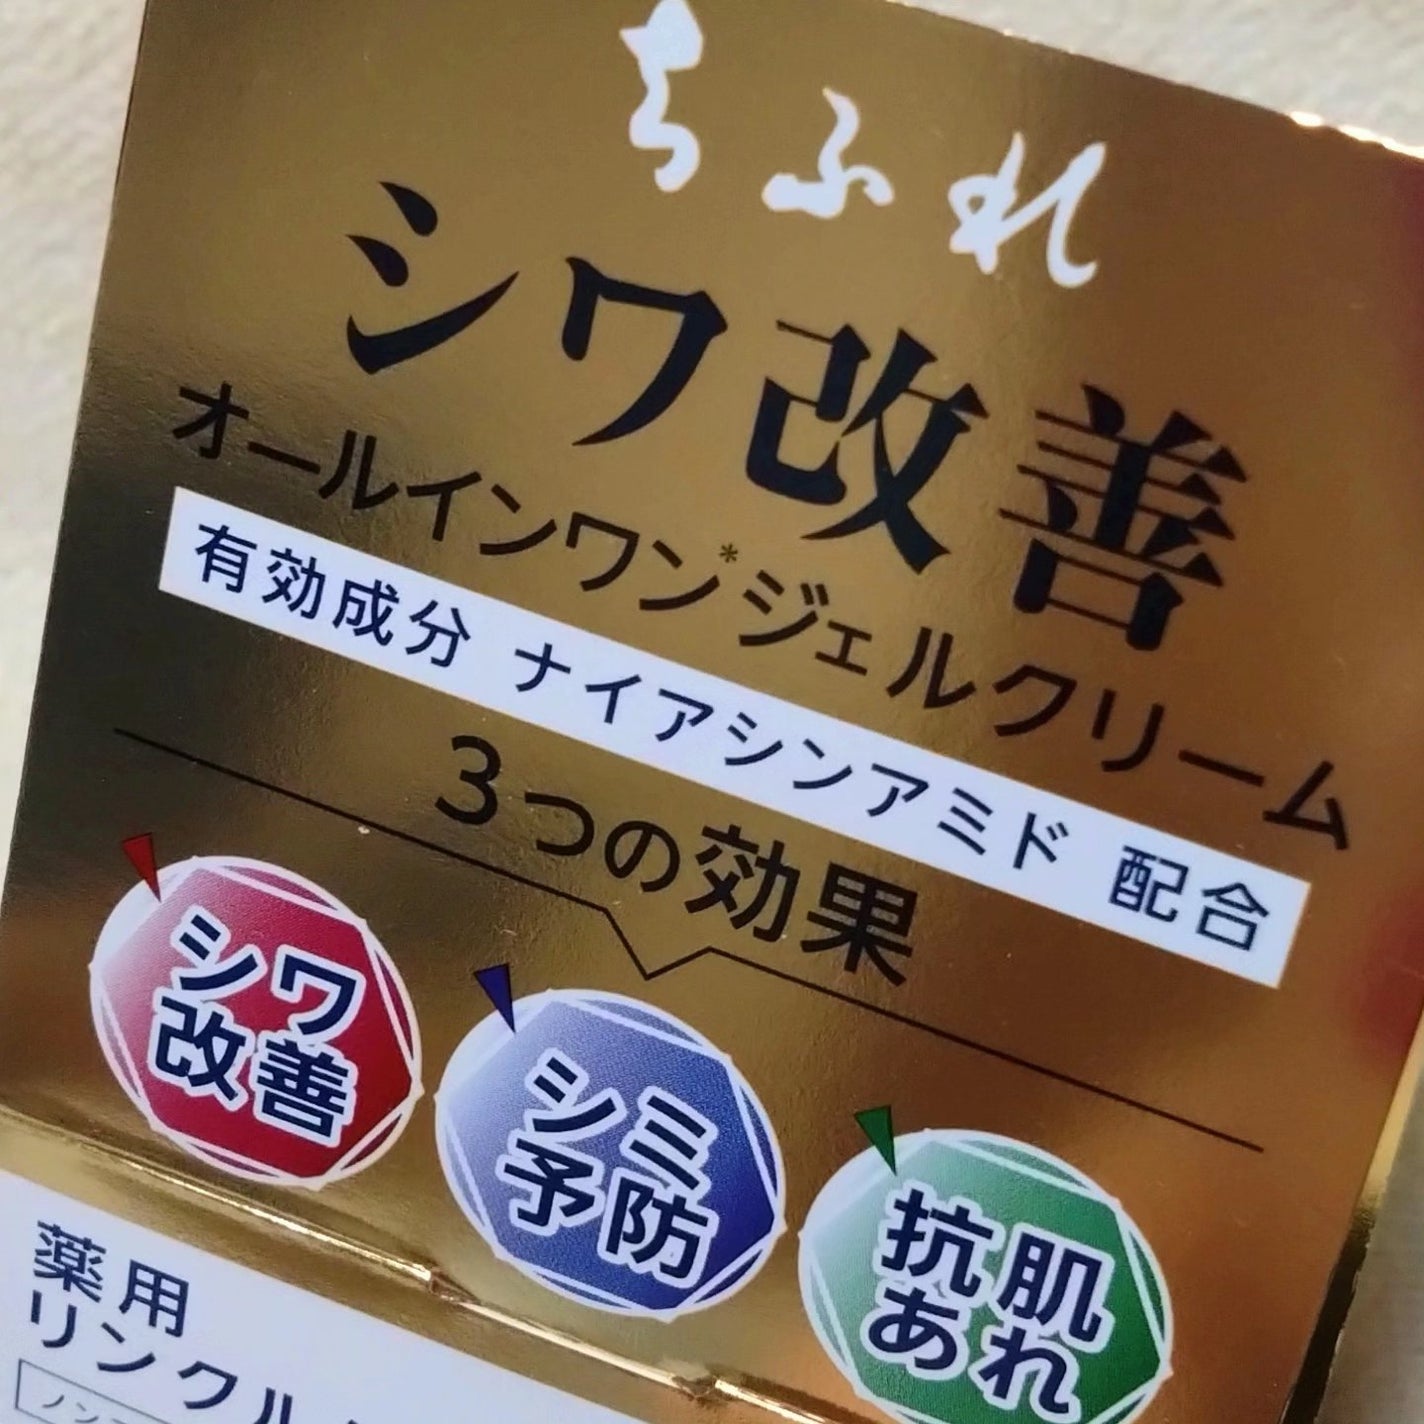 ちふれ
シワ改善
オールインワン*ジェルクリーム
有効成分 ナイアシンアミド 配合
3つの効果
シワ
改善
シミ
予防
抗肌
あれ
薬用
リンクル
ノン